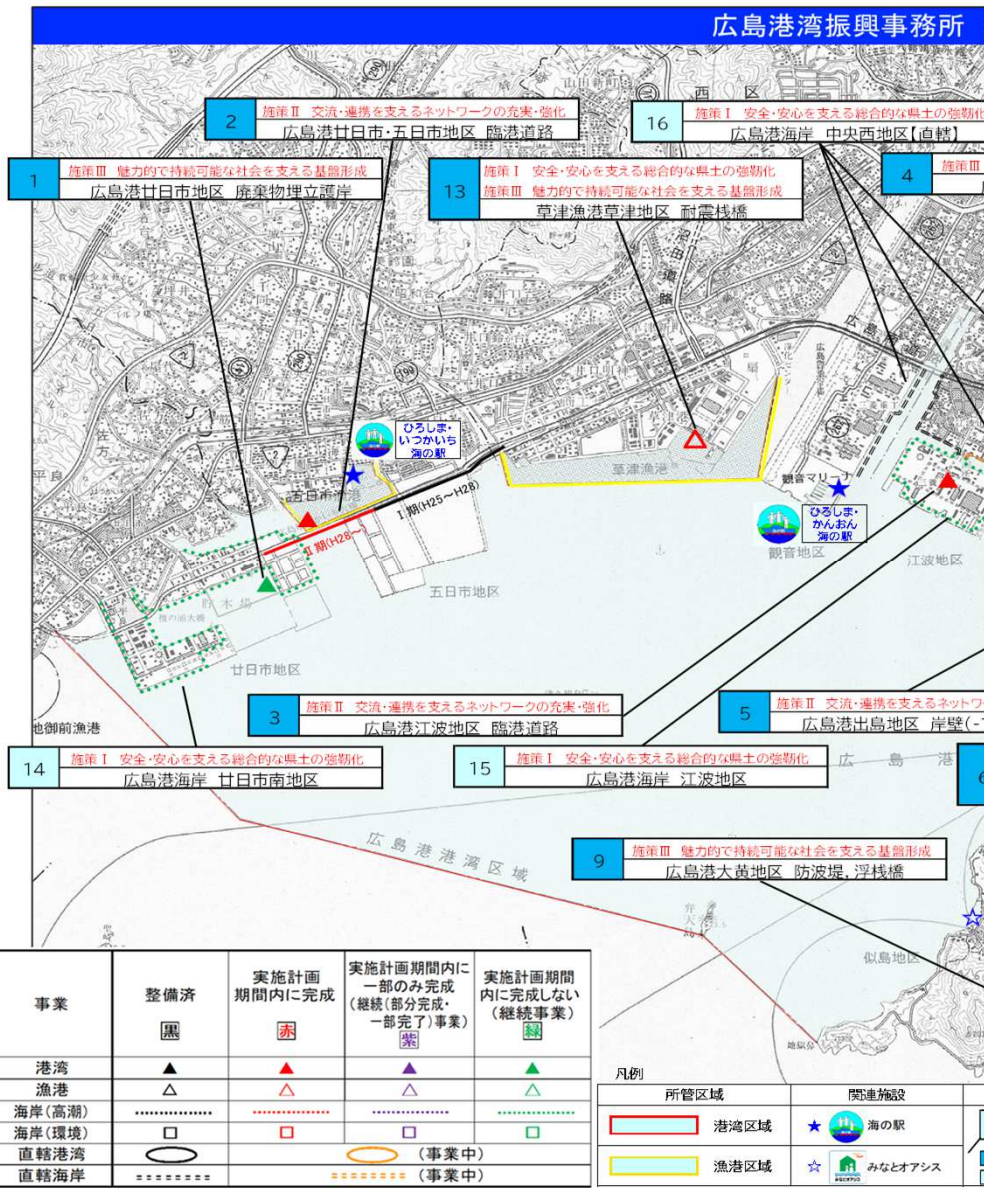 広島港湾振興事務所
2
施策Ⅱ 交流・連携を支えるネットワークの充実・強化
広島港廿日市・五日市地区 臨港道路
16
施策Ⅰ 安全・安心を支える総合的な県土の強靭化
広島港海岸 中央西地区【直轄】
1
施策Ⅲ 魅力的で持続可能な社会を支える基盤形成
広島港廿日市地区 廃棄物埋立護岸
13
施策Ⅰ 安全・安心を支える総合的な県土の強靭化
施策Ⅲ 魅力的で持続可能な社会を支える基盤形成
草津漁港草津地区 耐震桟橋
4
施策Ⅲ
西 区
山田新町
平良
ひろしま・
いつかいち
海の駅
五日市漁港
Ⅰ期(H25~H28)
Ⅱ期(H28~)
草津漁港
観音マリーナ
ひろしま・
かんおん
海の駅
観音地区
江波地区
五日市地区
貯木場
廿日市地区
地御前漁港
3
施策Ⅱ 交流・連携を支えるネットワークの充実・強化
広島港江波地区 臨港道路
5
施策Ⅱ 交流・連携を支えるネットワ
広島港出島地区 岸壁(-
14
施策Ⅰ 安全・安心を支える総合的な県土の強靭化
広島港海岸 廿日市南地区
15
施策Ⅰ 安全・安心を支える総合的な県土の強靭化
広島港海岸 江波地区
広 島 港
6
広島港港湾区域
9
施策Ⅲ 魅力的で持続可能な社会を支える基盤形成
広島港大黄地区 防波堤,浮桟橋
弁天島
似島地区
地獄鼻
事業
整備済
黒
実施計画
期間内に完成
赤
実施計画期間内に
一部のみ完成
(継続(部分完成・
一部完了)事業)
紫
実施計画期間
内に完成しない
(継続事業)
緑
港湾
漁港
海岸(高潮)
海岸(環境)
直轄港湾
(事業中)
直轄海岸
(事業中)
凡例
所管区域
関連施設
港湾区域
海の駅
漁港区域
みなとオアシス